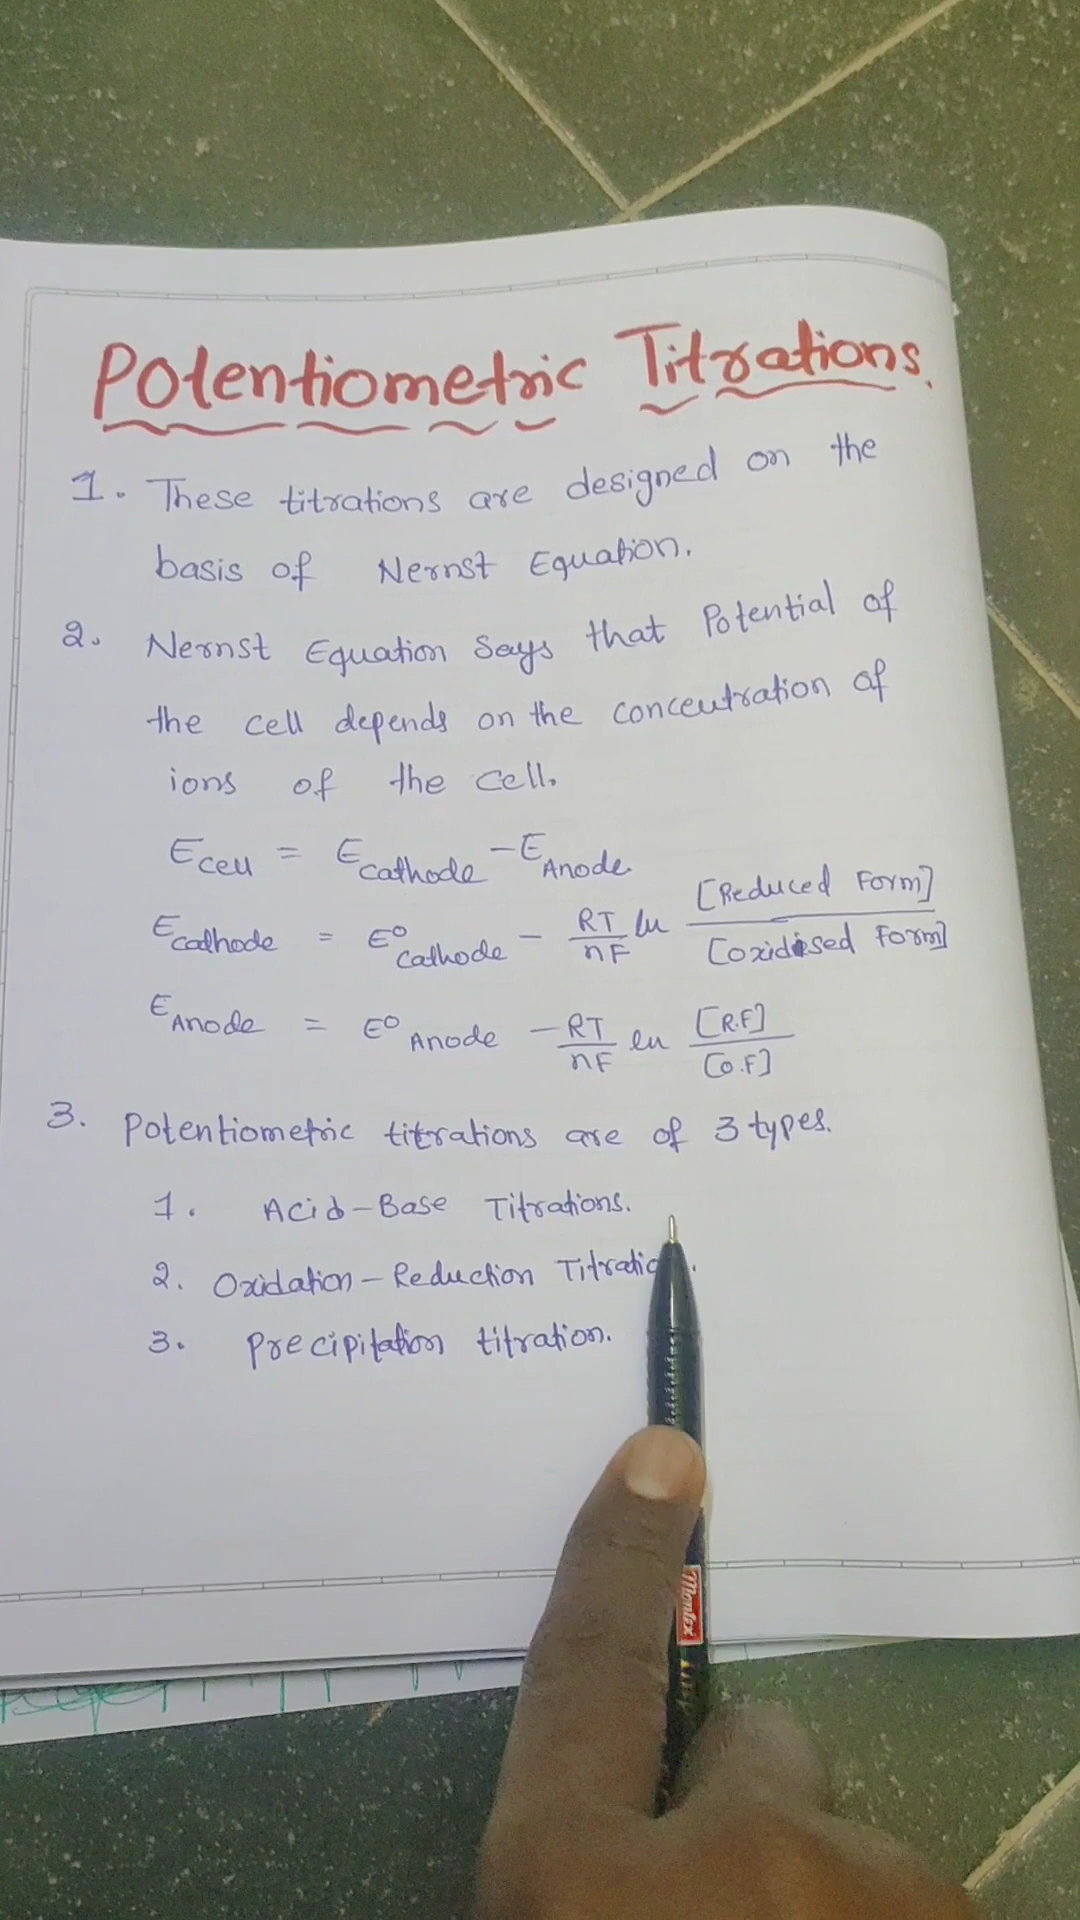 Potentiometric Titrations.
1. These titrations are designed on the
basis of Nernst Equation.
2. Nernst Equation Says that Potential of
the cell depends on the concentration of
ions of the cell.
Ecell = Ecathode - EAnode
Ecathode = E° cathode - RT/nF ln [Reduced Form]/[oxidised Form]
EAnode = E° Anode - RT/nF ln [R.F]/[O.F]
3. Potentiometric titrations are of 3 types.
1. Acid-Base Titrations.
2. Oxidation-Reduction
3. Precipitation titration.
Montex